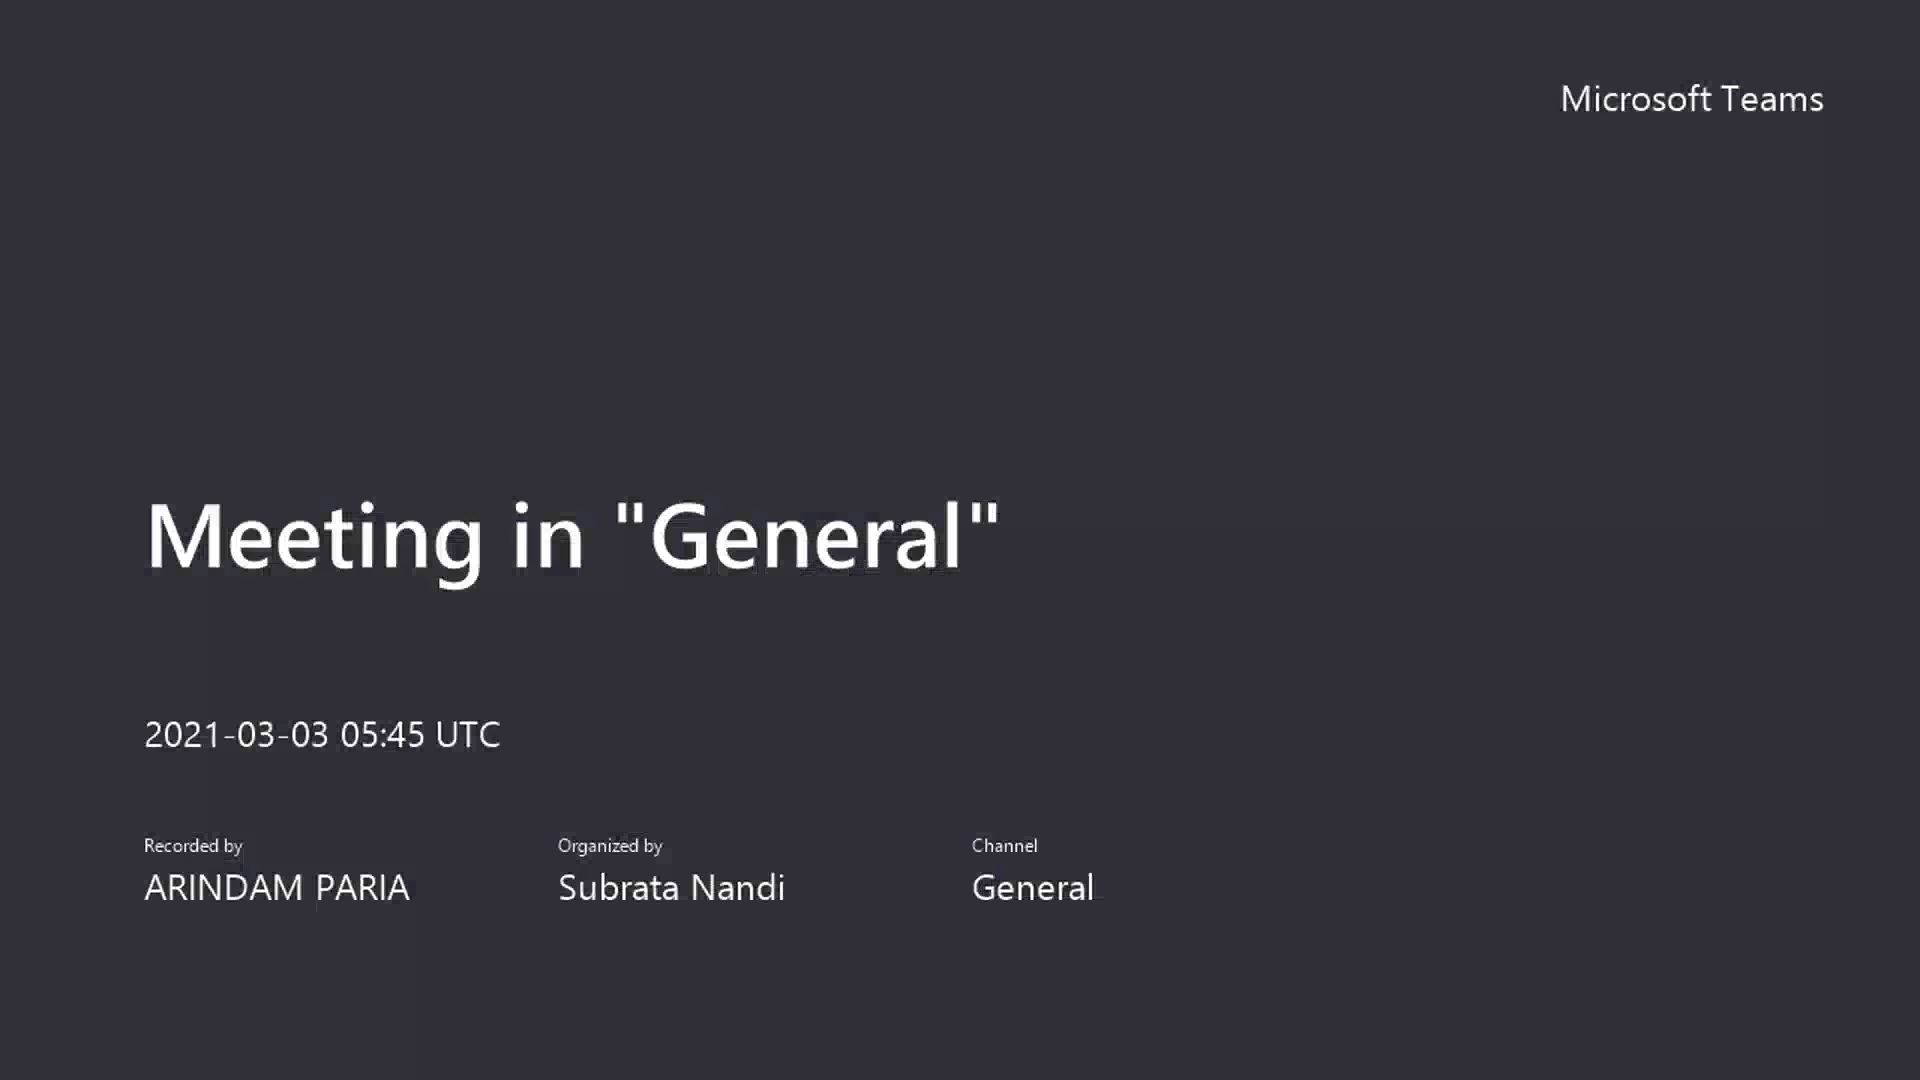 Microsoft Teams
Meeting in "General"
2021-03-03 05:45 UTC
Recorded by
ARINDAM PARIA
Organized by
Subrata Nandi
Channel
General